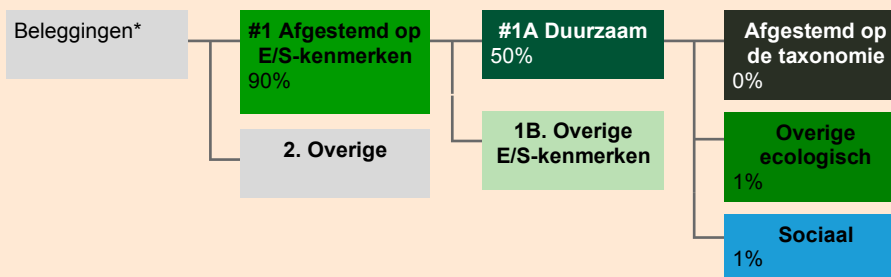 Beleggingen*
#1 Afgestemd op
E/S-kenmerken
90%
2. Overige
#1A Duurzaam
50%
1B. Overige
E/S-kenmerken
Afgestemd op
de taxonomie
0%
Overige
ecologisch
1%
Sociaal
1%